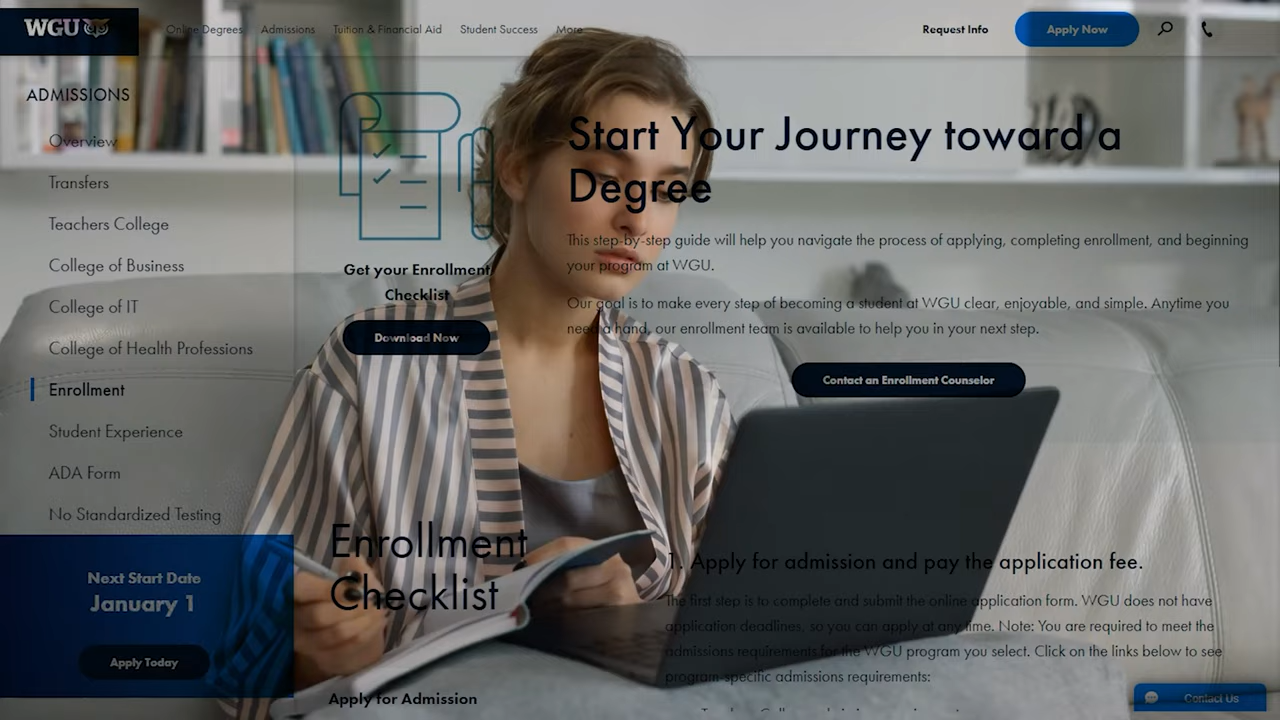 WGU
Online Degrees Admissions Tuition & Financial Aid Student Success More
Request Info
Apply Now
ADMISSIONS
Overview
Transfers
Teachers College
College of Business
College of IT
College of Health Professions
Enrollment
Student Experience
ADA Form
No Standardized Testing
Next Start Date
January 1
Apply Today
Get your Enrollment
Checklist
Download Now
Start Your Journey toward a
Degree
This step-by-step guide will help you navigate the process of applying, completing enrollment, and beginning
your program at WGU.
Our goal is to make every step of becoming a student at WGU clear, enjoyable, and simple. Anytime you
need a hand, our enrollment team is available to help you in your next step.
Contact an Enrollment Counselor
Enrollment
Checklist
Apply for Admission
1. Apply for admission and pay the application fee.
The first step is to complete and submit the online application form. WGU does not have
application deadlines, so you can apply at any time. Note: You are required to meet the
admissions requirements for the WGU program you select. Click on the links below to see
program-specific admissions requirements:
Contact Us